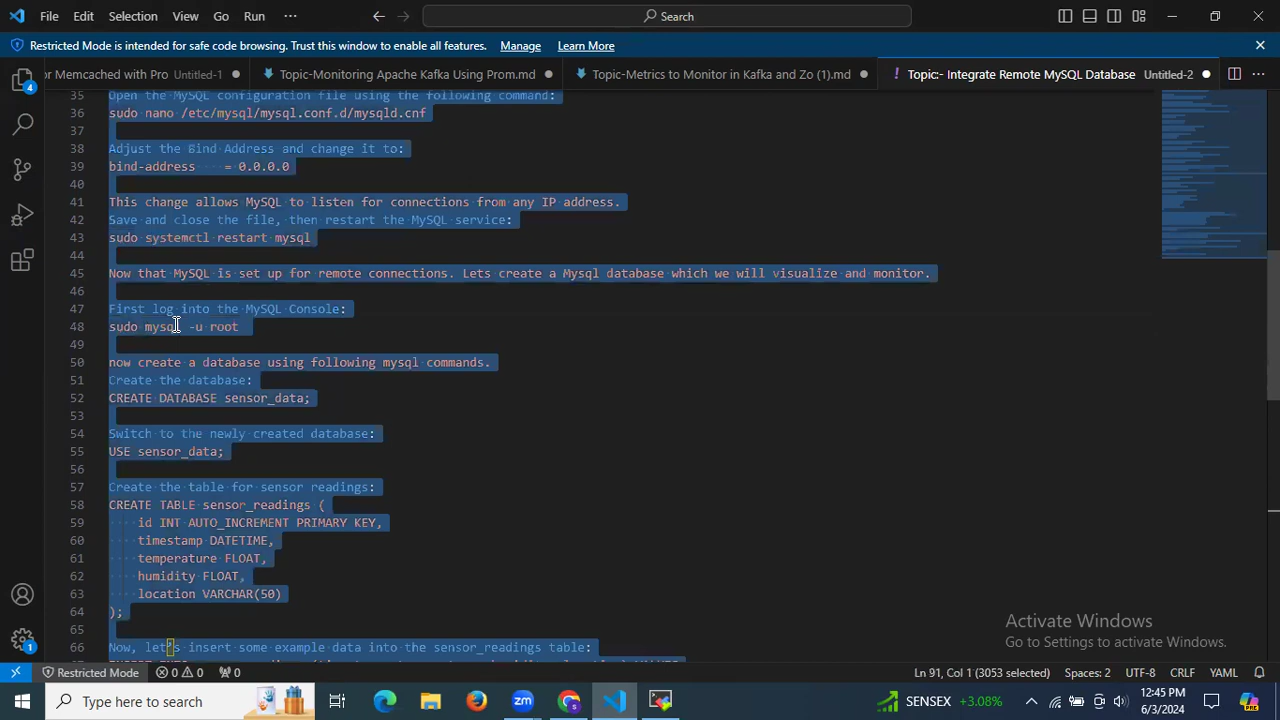 File Edit Selection View Go Run ··· Search
Restricted Mode is intended for safe code browsing. Trust this window to enable all features. Manage Learn More
or Memcached with Pro Untitled-1 Topic-Monitoring Apache Kafka Using Prom.md Topic-Metrics to Monitor in Kafka and Zo (1).md ! Topic:- Integrate Remote MySQL Database Untitled-2
35 Open the MySQL configuration file using the following command:
36 sudo nano /etc/mysql/mysql.conf.d/mysqld.cnf
37
38 Adjust the Bind Address and change it to:
39 bind-address    = 0.0.0.0
40
41 This change allows MySQL to listen for connections from any IP address.
42 Save and close the file, then restart the MySQL service:
43 sudo systemctl restart mysql
44
45 Now that MySQL is set up for remote connections. Lets create a Mysql database which we will visualize and monitor.
46
47 First log into the MySQL Console:
48 sudo mysql -u root
49
50 now create a database using following mysql commands.
51 Create the database:
52 CREATE DATABASE sensor_data;
53
54 Switch to the newly created database:
55 USE sensor_data;
56
57 Create the table for sensor readings:
58 CREATE TABLE sensor_readings (
59     id INT AUTO_INCREMENT PRIMARY KEY,
60     timestamp DATETIME,
61     temperature FLOAT,
62     humidity FLOAT,
63     location VARCHAR(50)
64 );
65
66 Now, let's insert some example data into the sensor_readings table:
4
1
Activate Windows
Go to Settings to activate Windows.
Restricted Mode 0 0 0 Ln 91, Col 1 (3053 selected) Spaces: 2 UTF-8 CRLF YAML
Type here to search zm SENSEX +3.08% 12:45 PM
6/3/2024